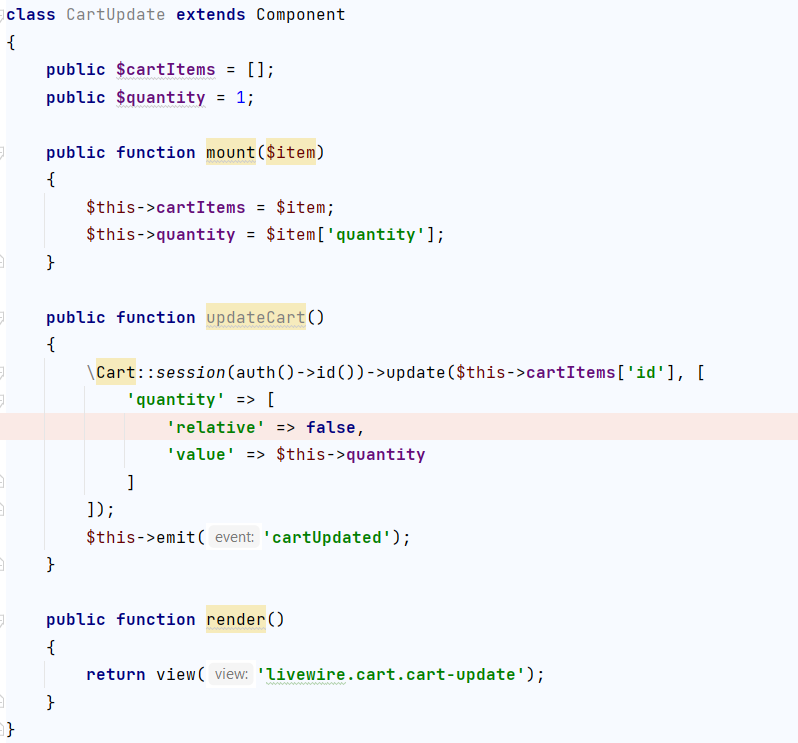 class CartUpdate extends Component
{
    public $cartItems = [];
    public $quantity = 1;

    public function mount($item)
    {
        $this->cartItems = $item;
        $this->quantity = $item['quantity'];
    }

    public function updateCart()
    {
        \Cart::session(auth()->id())->update($this->cartItems['id'], [
            'quantity' => [
                'relative' => false,
                'value' => $this->quantity
            ]
        ]);
        $this->emit( event: 'cartUpdated');
    }

    public function render()
    {
        return view( view: 'livewire.cart.cart-update');
    }
}